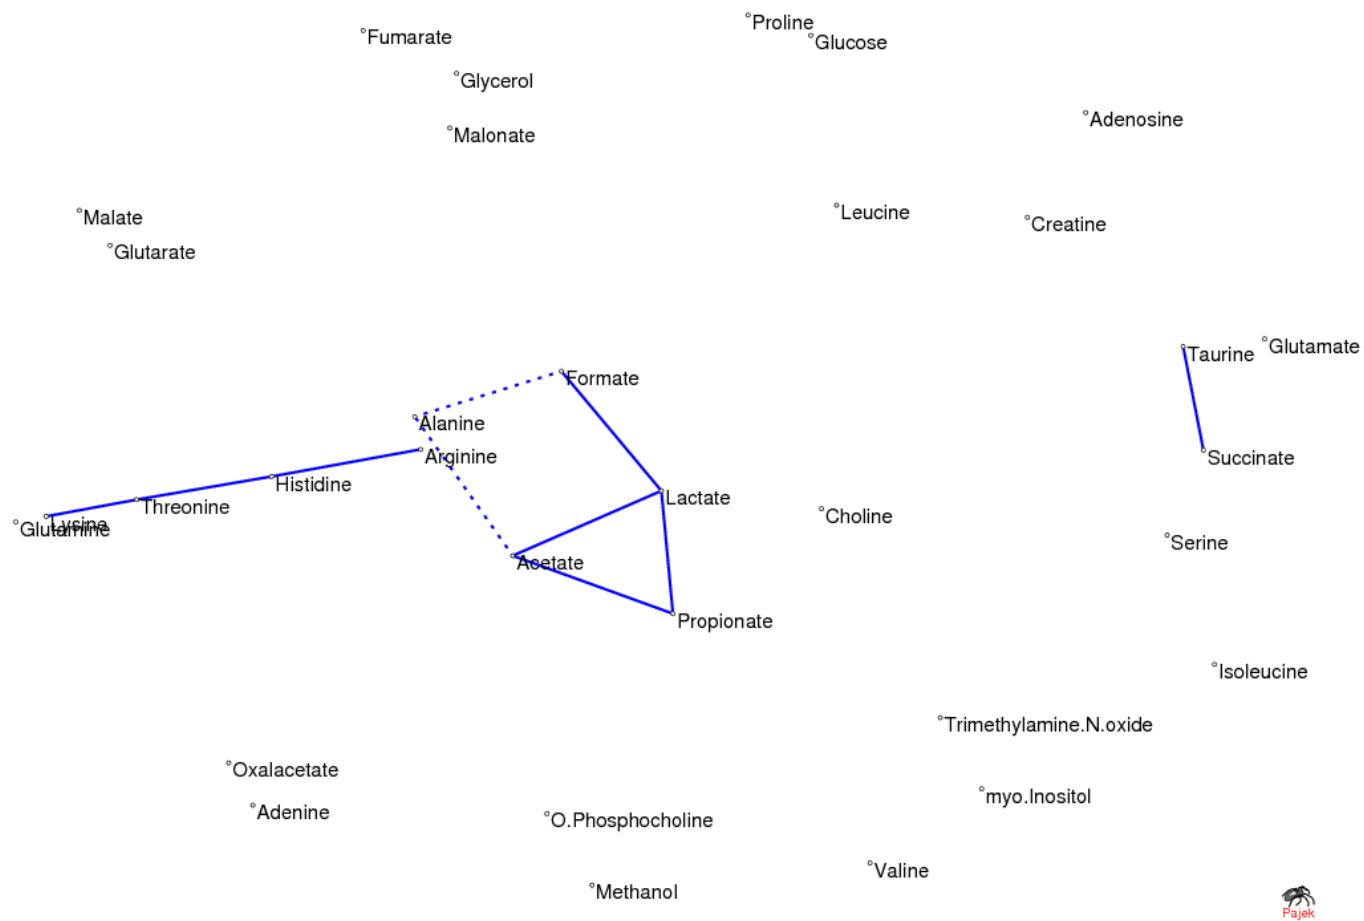 Proline
Fumarate
Glucose
Glycerol
Adenosine
Malonate
Leucine
Malate
Creatine
Glutarate
Glutamate
Taurine
Formate
Alanine
Arginine
Succinate
Histidine
Lactate
Threonine
Choline
Lysine
Glutamine
Serine
Acetate
Propionate
Isoleucine
Trimethylamine.N.oxide
Oxalacetate
myo.Inositol
Adenine
O.Phosphocholine
Valine
Methanol
Pajek